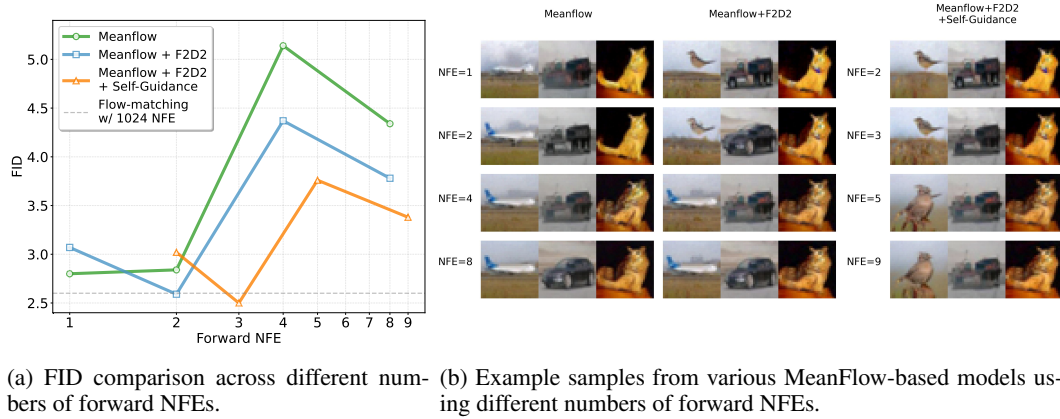 Meanflow
Meanflow + F2D2
Meanflow + F2D2
+ Self-Guidance
Flow-matching
w/ 1024 NFE
FID
5.0
4.5
4.0
3.5
3.0
2.5
1 2 3 4 5 6 7 8 9
Forward NFE
Meanflow
Meanflow+F2D2
Meanflow+F2D2
+Self-Guidance
NFE=1
NFE=2
NFE=4
NFE=8
NFE=2
NFE=3
NFE=5
NFE=9
(a) FID comparison across different num-
bers of forward NFEs.
(b) Example samples from various MeanFlow-based models us-
ing different numbers of forward NFEs.